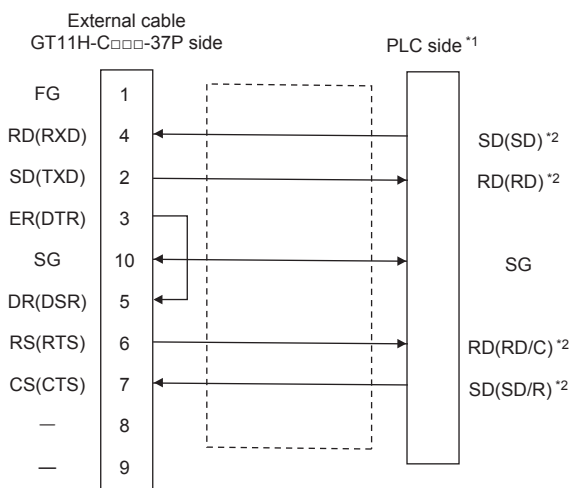 External cable
GT11H-C□□□-37P side
PLC side *1
FG 1
RD(RXD) 4 SD(SD) *2
SD(TXD) 2 RD(RD) *2
ER(DTR) 3
SG 10 SG
DR(DSR) 5
RS(RTS) 6 RD(RD/C) *2
CS(CTS) 7 SD(SD/R) *2
— 8
— 9